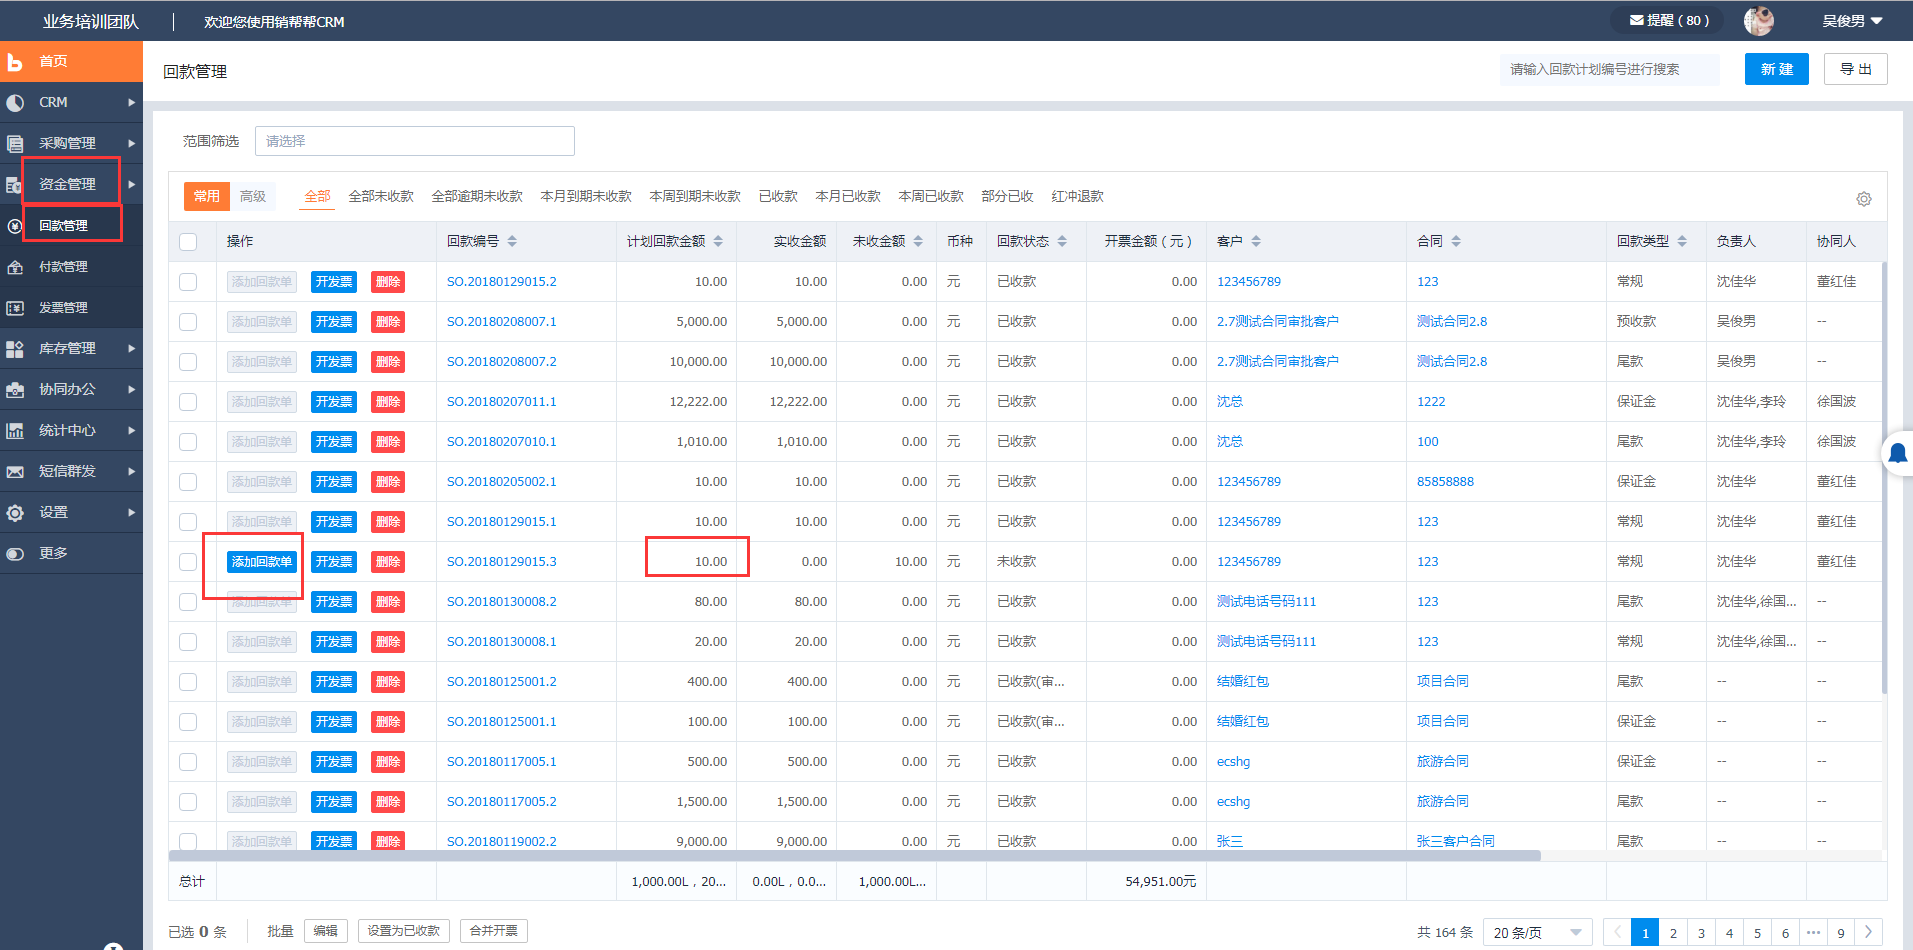 业务培训团队 欢迎您使用销帮帮CRM 提醒 ( 80 ) 吴俊男
首页
CRM
采购管理
资金管理
回款管理
付款管理
发票管理
库存管理
协同办公
统计中心
短信群发
设置
更多
回款管理 请输入回款计划编号进行搜索 新 建 导 出
范围筛选 请选择
常用 高级 全部 全部未收款 全部逾期未收款 本月到期未收款 本周到期未收款 已收款 本月已收款 本周已收款 部分已收 红冲退款
操作 回款编号 计划回款金额 实收金额 未收金额 币种 回款状态 开票金额 ( 元 ) 客户 合同 回款类型 负责人 协同人
添加回款单 开发票 删除 SO.20180129015.2 10.00 10.00 0.00 元 已收款 0.00 123456789 123 常规 沈佳华 董红佳
添加回款单 开发票 删除 SO.20180208007.1 5,000.00 5,000.00 0.00 元 已收款 0.00 2.7测试合同审批客户 测试合同2.8 预收款 吴俊男 --
添加回款单 开发票 删除 SO.20180208007.2 10,000.00 10,000.00 0.00 元 已收款 0.00 2.7测试合同审批客户 测试合同2.8 尾款 吴俊男 --
添加回款单 开发票 删除 SO.20180207011.1 12,222.00 12,222.00 0.00 元 已收款 0.00 沈总 1222 保证金 沈佳华,李玲 徐国波
添加回款单 开发票 删除 SO.20180207010.1 1,010.00 1,010.00 0.00 元 已收款 0.00 沈总 100 尾款 沈佳华,李玲 徐国波
添加回款单 开发票 删除 SO.20180205002.1 10.00 10.00 0.00 元 已收款 0.00 123456789 85858888 保证金 沈佳华 董红佳
添加回款单 开发票 删除 SO.20180129015.1 10.00 10.00 0.00 元 已收款 0.00 123456789 123 常规 沈佳华 董红佳
添加回款单 开发票 删除 SO.20180129015.3 10.00 0.00 10.00 元 未收款 0.00 123456789 123 常规 沈佳华 董红佳
添加回款单 开发票 删除 SO.20180130008.2 80.00 80.00 0.00 元 已收款 0.00 测试电话号码111 123 尾款 沈佳华,徐国... --
添加回款单 开发票 删除 SO.20180130008.1 20.00 20.00 0.00 元 已收款 0.00 测试电话号码111 123 常规 沈佳华,徐国... --
添加回款单 开发票 删除 SO.20180125001.2 400.00 400.00 0.00 元 已收款(审... 0.00 结婚红包 项目合同 尾款 -- --
添加回款单 开发票 删除 SO.20180125001.1 100.00 100.00 0.00 元 已收款(审... 0.00 结婚红包 项目合同 保证金 -- --
添加回款单 开发票 删除 SO.20180117005.1 500.00 500.00 0.00 元 已收款 0.00 ecshg 旅游合同 保证金 -- --
添加回款单 开发票 删除 SO.20180117005.2 1,500.00 1,500.00 0.00 元 已收款 0.00 ecshg 旅游合同 尾款 -- --
添加回款单 开发票 删除 SO.20180119002.2 9,000.00 9,000.00 0.00 元 已收款 0.00 张三 张三客户合同 尾款 -- --
总计 1,000.00L , 20... 0.00L , 0.0... 1,000.00L... 54,951.00元
已选 0 条 批量 编辑 设置为已收款 合并开票 共 164 条 20 条/页 1 2 3 4 5 6 ··· 9